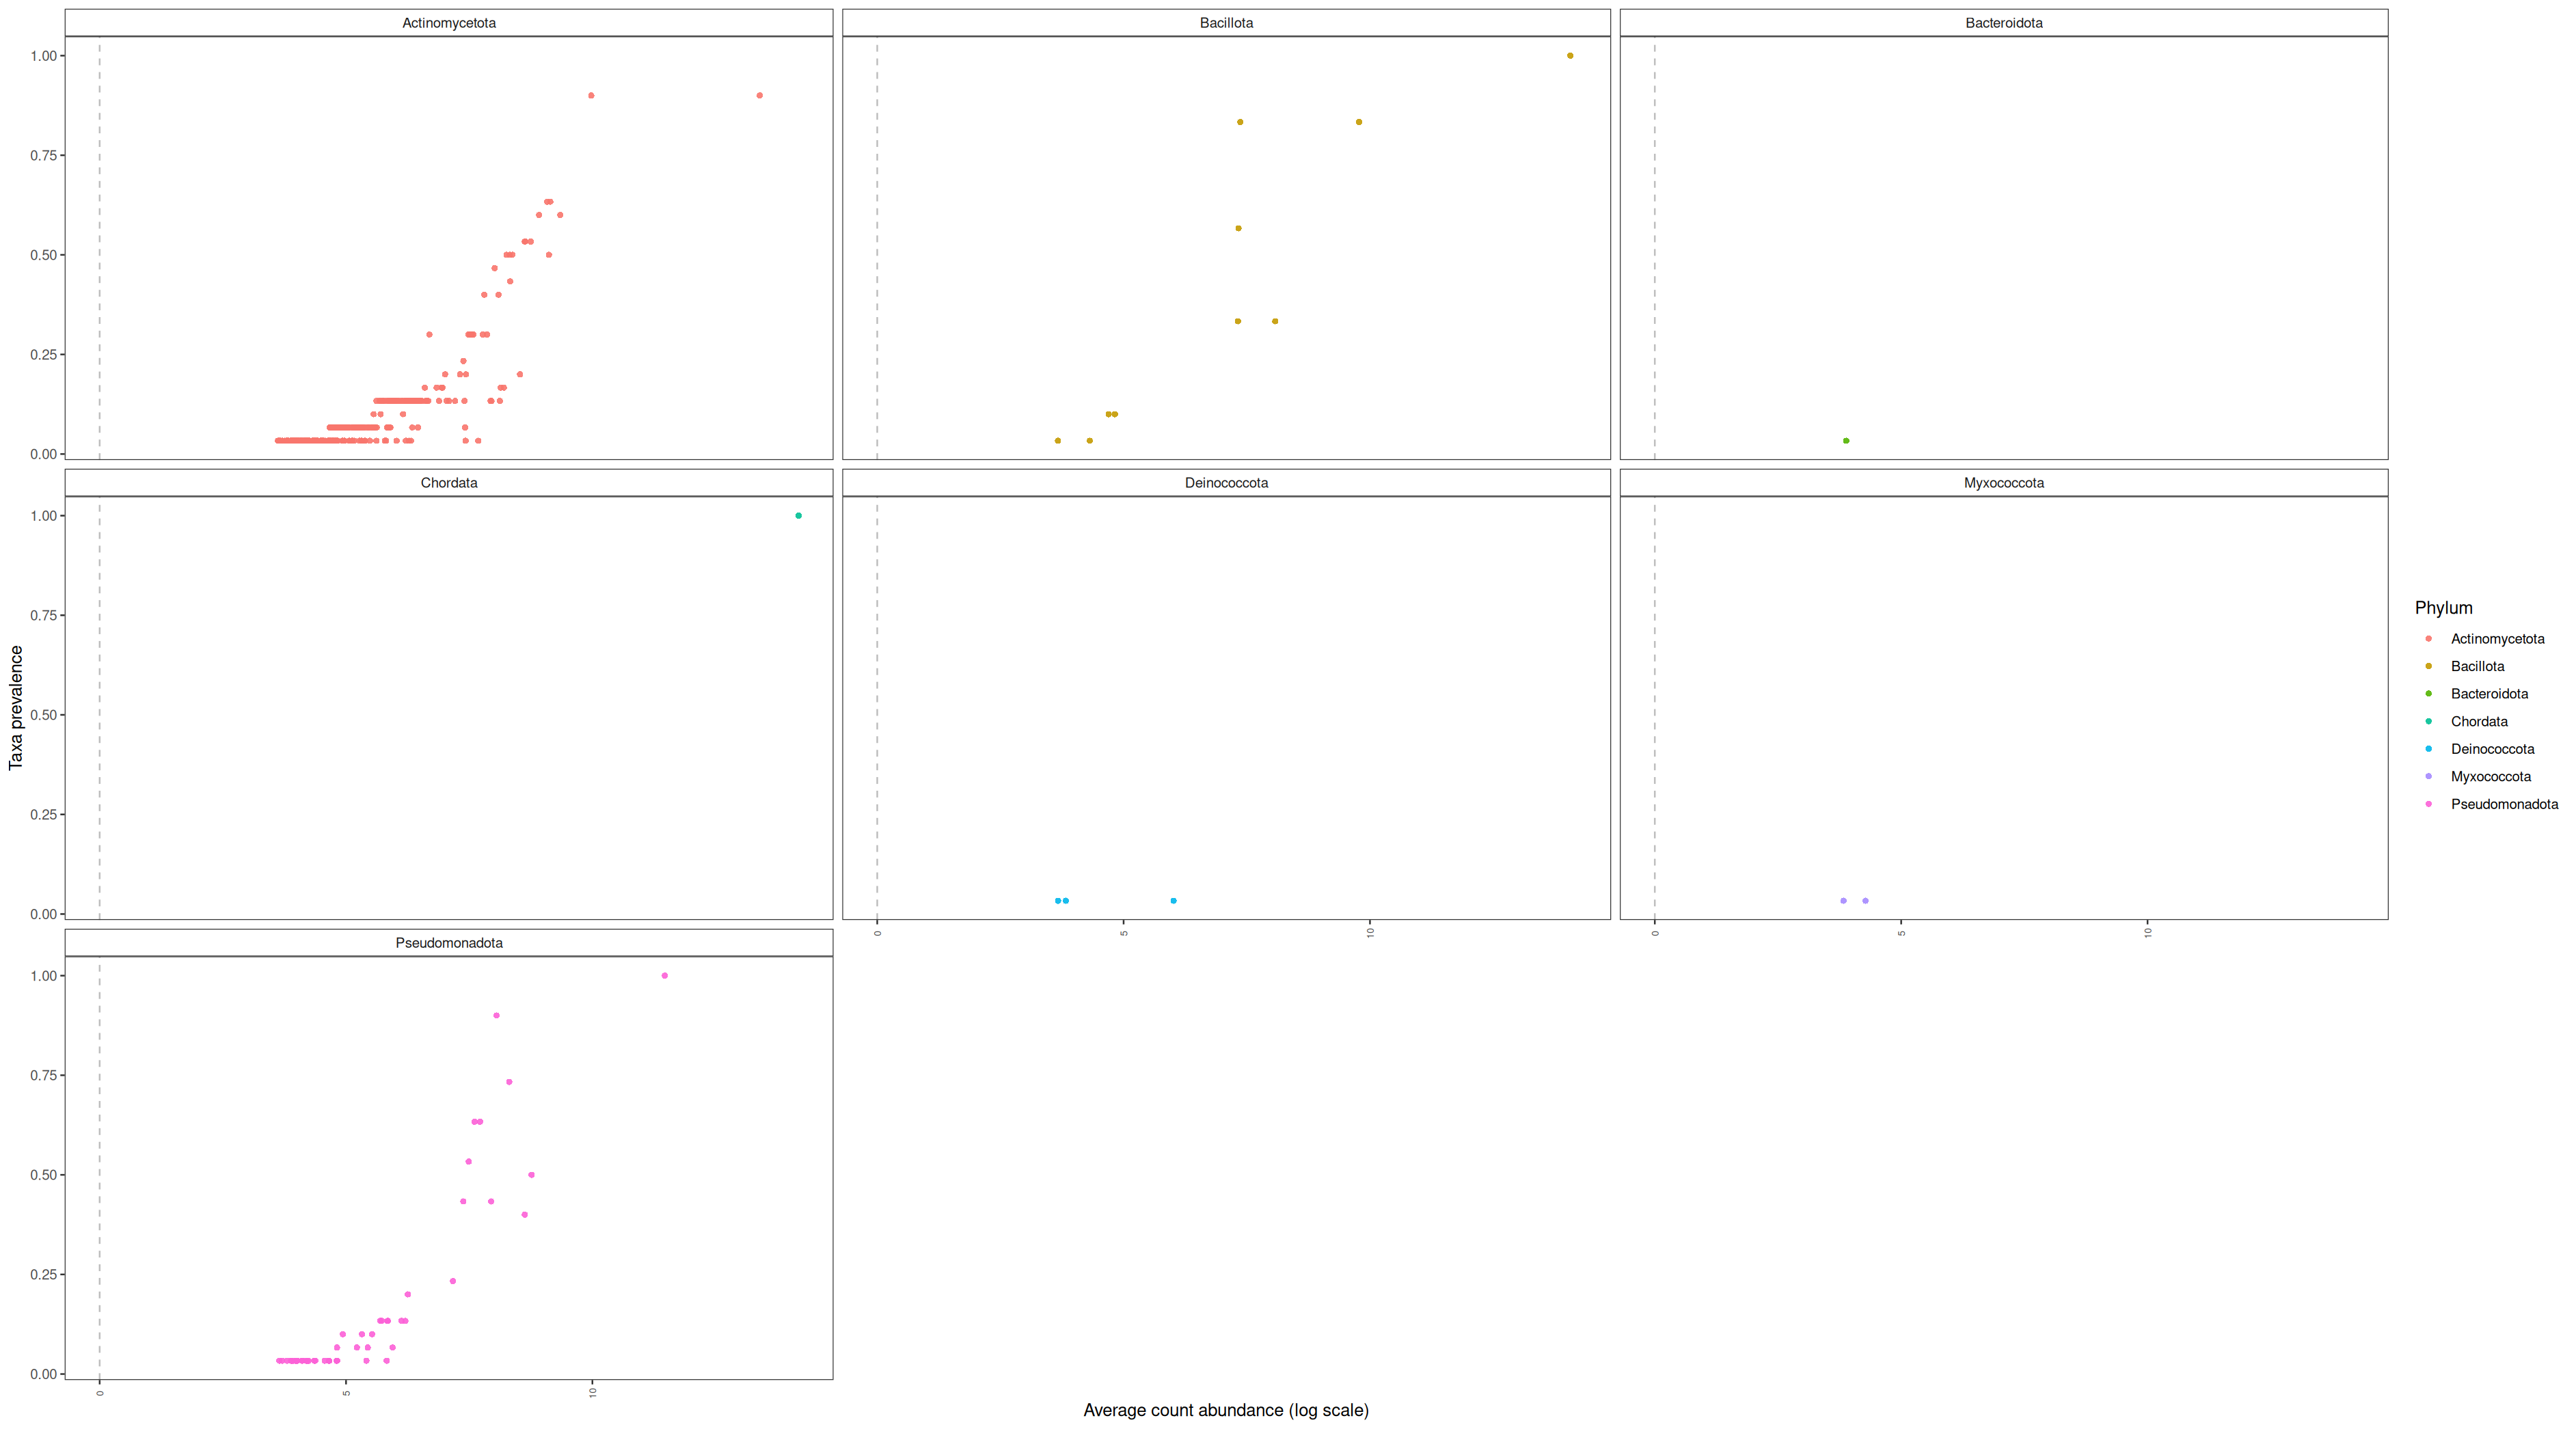 Actinomycetota
Bacillota
Bacteroidota
1.00
0.75
0.50
0.25
0.00
Chordata
Deinococcota
Myxococcota
1.00
0.75
0.50
0.25
0.00
0
5
10
0
5
10
Pseudomonadota
1.00
0.75
0.50
0.25
0.00
0
5
10
Taxa prevalence
Average count abundance (log scale)
Phylum
Actinomycetota
Bacillota
Bacteroidota
Chordata
Deinococcota
Myxococcota
Pseudomonadota